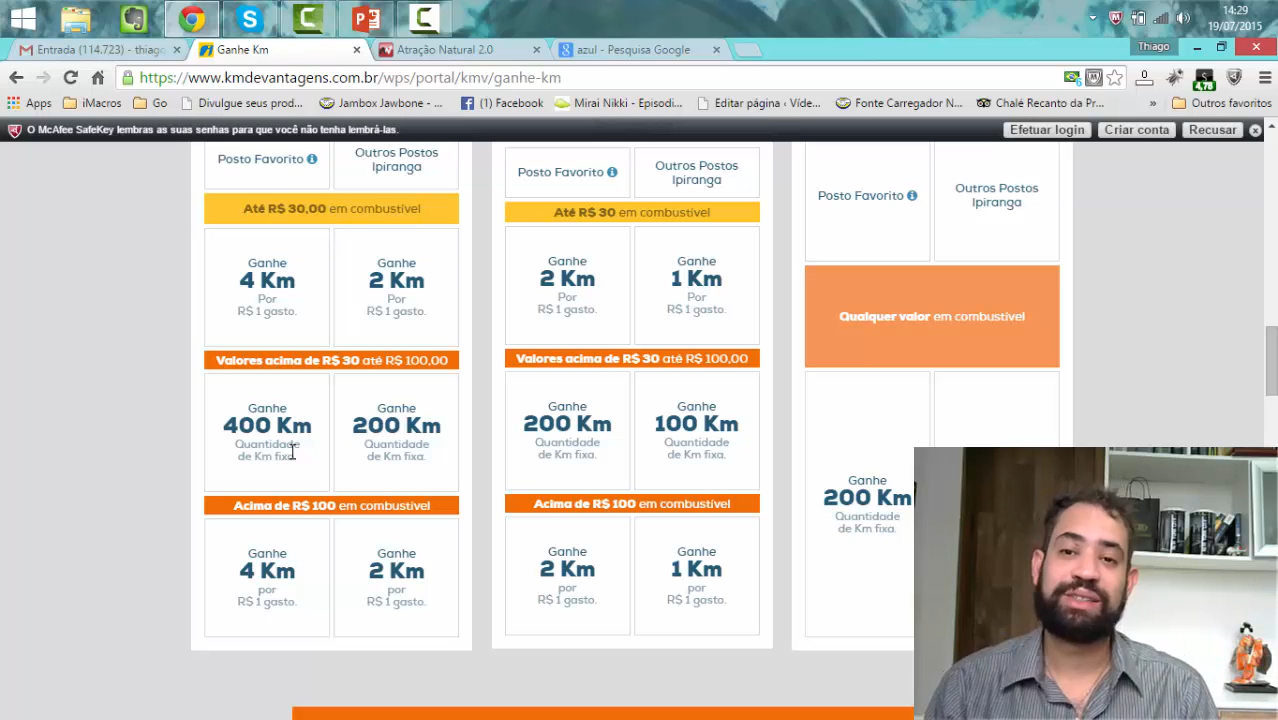 14:29
19/07/2015
Entrada (114.723) - thiago
Ganhe Km
Atração Natural 2.0
azul - Pesquisa Google
Thiago
https://www.kmdevantagens.com.br/wps/portal/kmv/ganhe-km
Apps
iMacros
Go
Divulgue seus prod...
Jambox Jawbone - ...
(1) Facebook
Mirai Nikki - Episodi...
Editar página ‹ Víde...
Fonte Carregador N...
Chalé Recanto da Pr...
»
Outros favoritos
O McAfee SafeKey lembras as suas senhas para que você não tenha lembrá-las.
Efetuar login
Criar conta
Recusar
Posto Favorito
Outros Postos
Ipiranga
Até R$ 30,00 em combustível
Ganhe
4 Km
Por
R$ 1 gasto.
Ganhe
2 Km
Por
R$ 1 gasto.
Valores acima de R$ 30 até R$ 100,00
Ganhe
400 Km
Quantidade
de Km fixa.
Ganhe
200 Km
Quantidade
de Km fixa.
Acima de R$ 100 em combustível
Ganhe
4 Km
por
R$ 1 gasto.
Ganhe
2 Km
por
R$ 1 gasto.
Posto Favorito
Outros Postos
Ipiranga
Até R$ 30 em combustível
Ganhe
2 Km
Por
R$ 1 gasto.
Ganhe
1 Km
Por
R$ 1 gasto.
Valores acima de R$ 30 até R$ 100,00
Ganhe
200 Km
Quantidade
de Km fixa.
Ganhe
100 Km
Quantidade
de Km fixa.
Acima de R$ 100 em combustível
Ganhe
2 Km
por
R$ 1 gasto.
Ganhe
1 Km
por
R$ 1 gasto.
Posto Favorito
Outros Postos
Ipiranga
Qualquer valor em combustível
Ganhe
200 Km
Quantidade
de Km fixa.